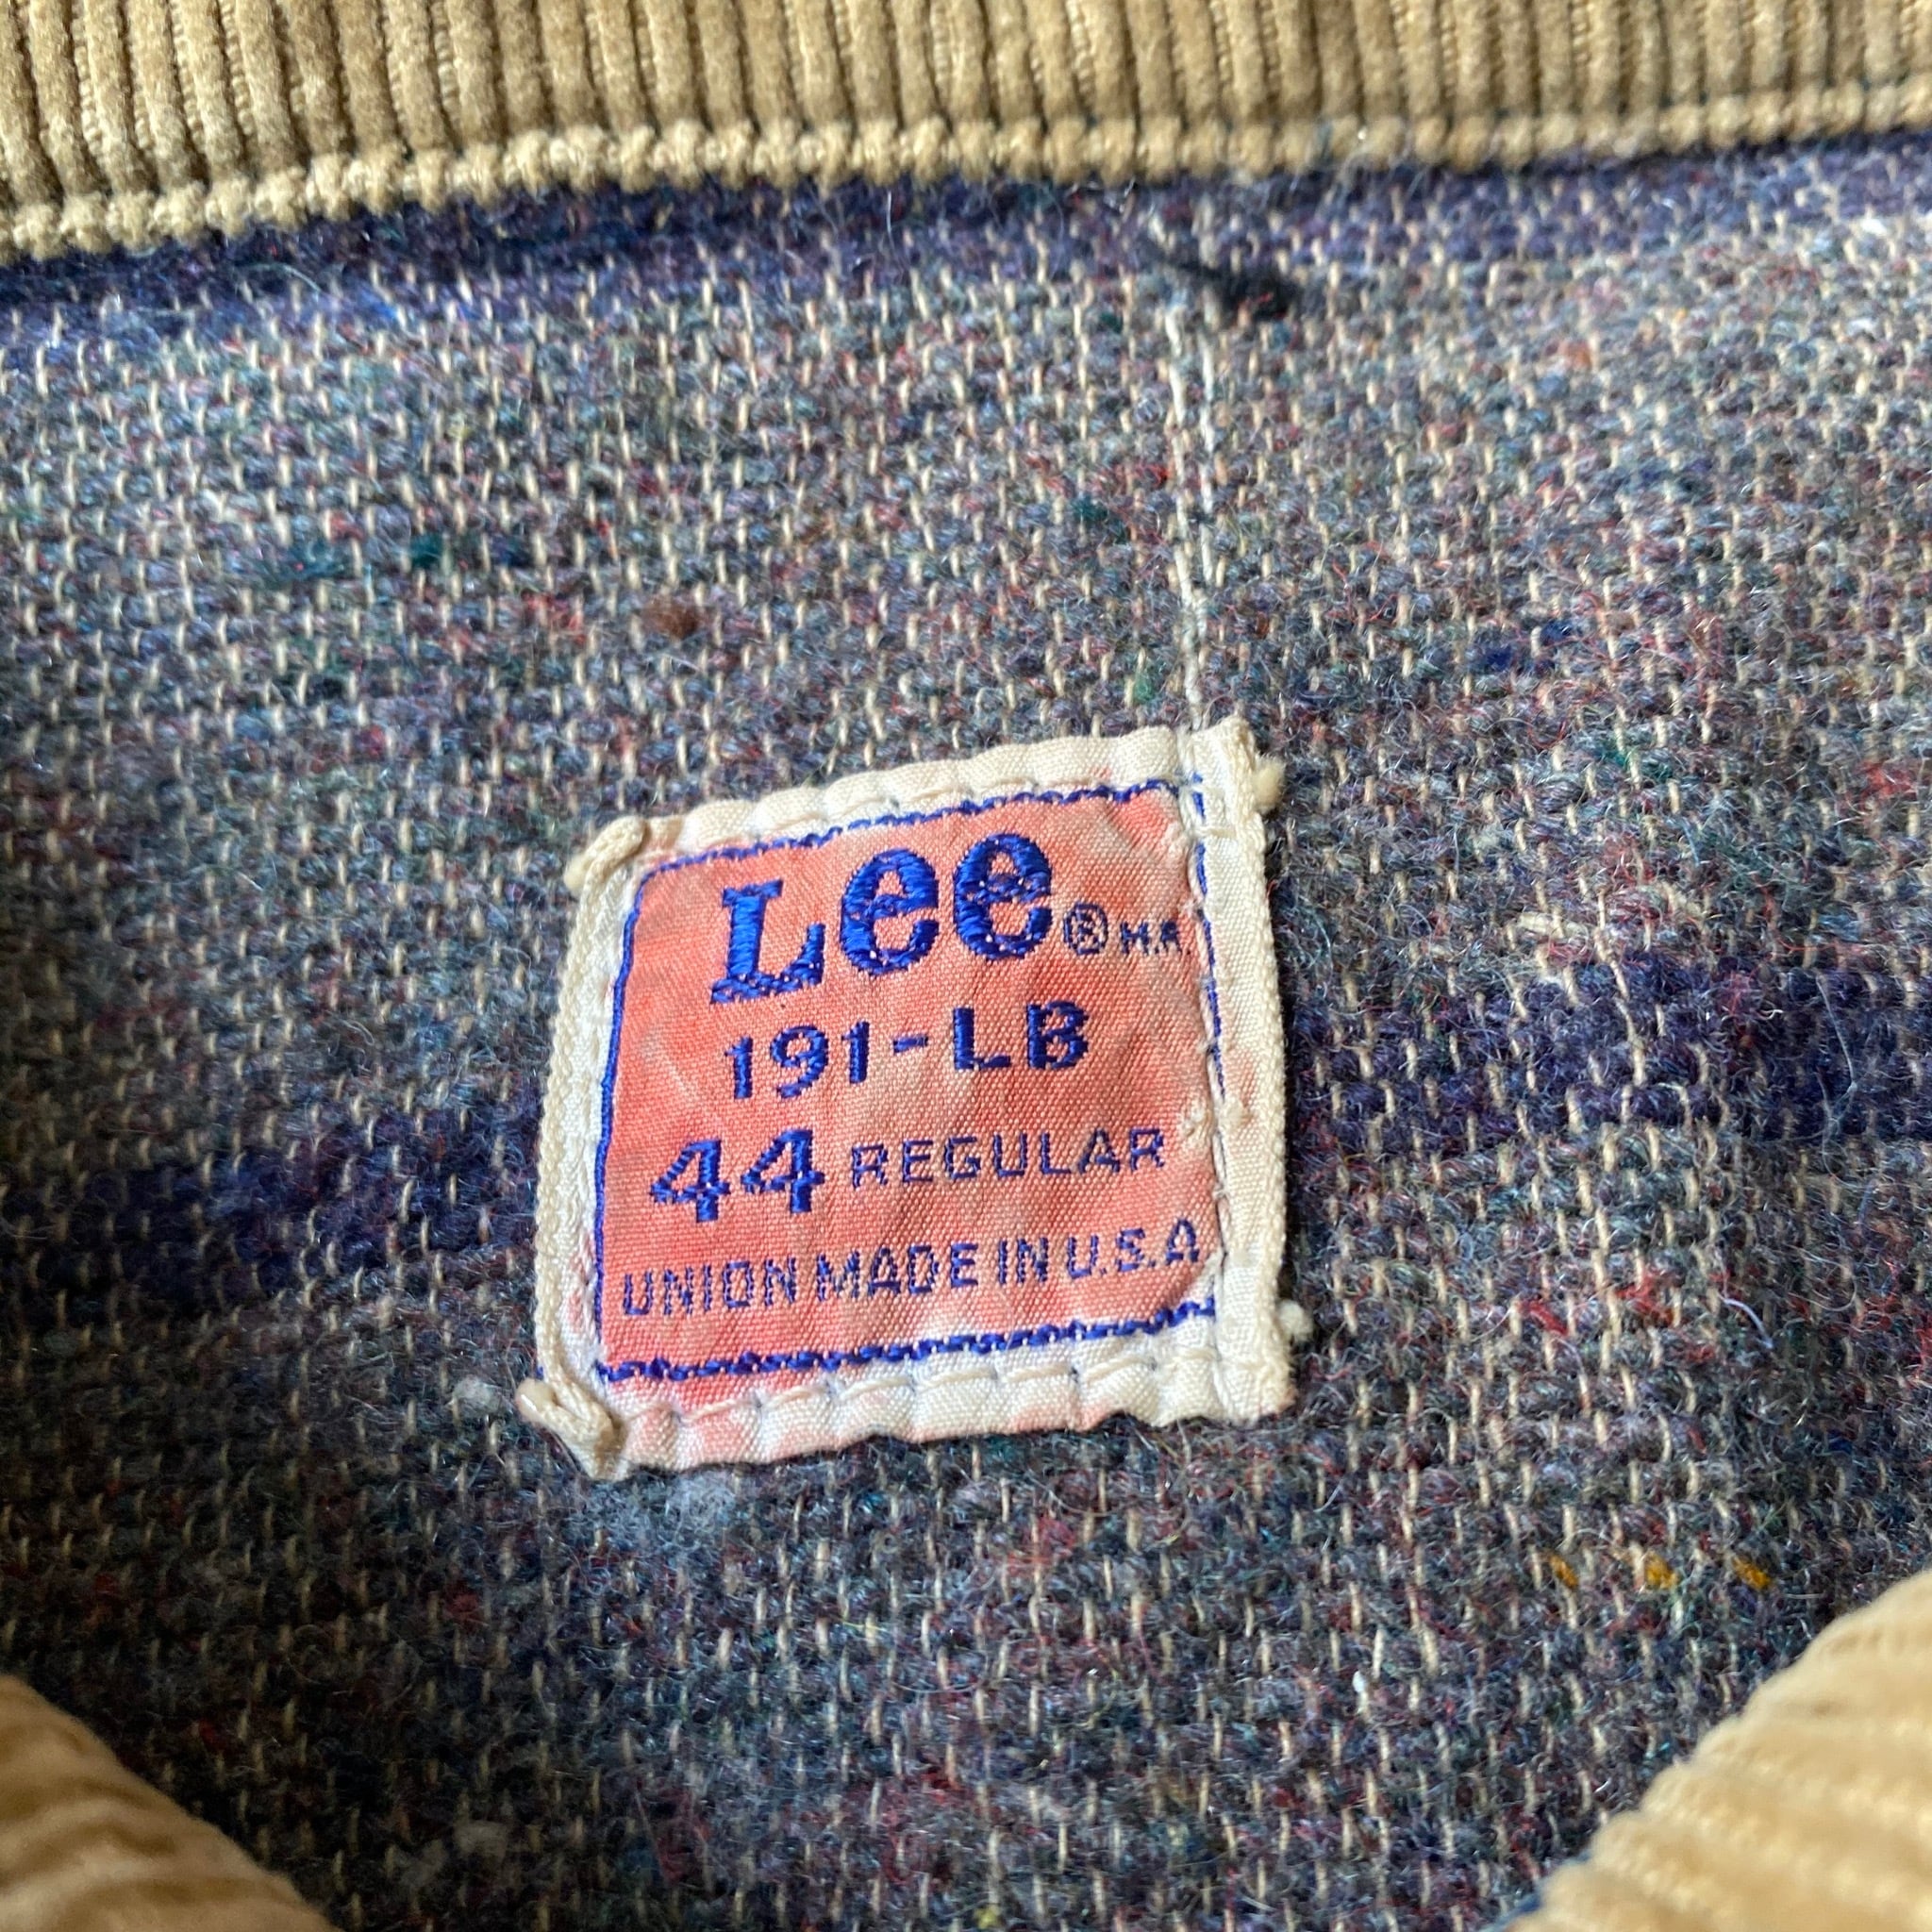 Lee® M.R.
191-LB
44 REGULAR
UNION MADE IN U.S.A